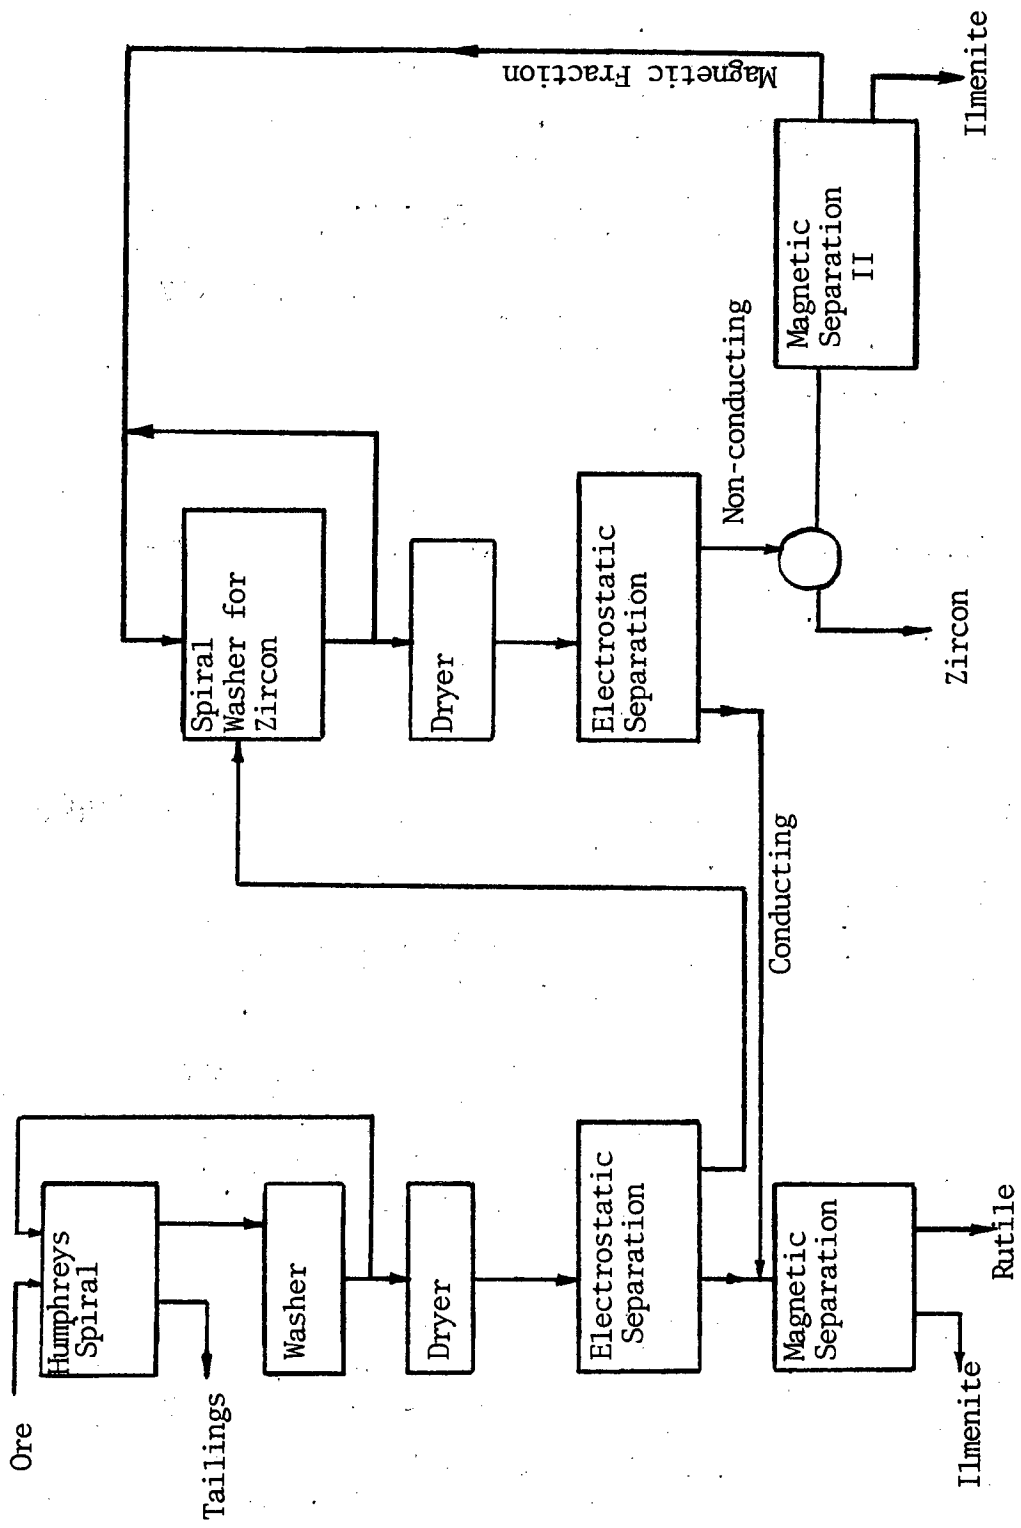 Ore
Humphreys
Spiral
Tailings
Washer
Dryer
Electrostatic
Separation
Magnetic
Separation
Ilmenite
Rutile
Conducting
Spiral
Washer for
Zircon
Dryer
Electrostatic
Separation
Non-conducting
Zircon
Magnetic Fraction
Magnetic
Separation
II
Ilmenite